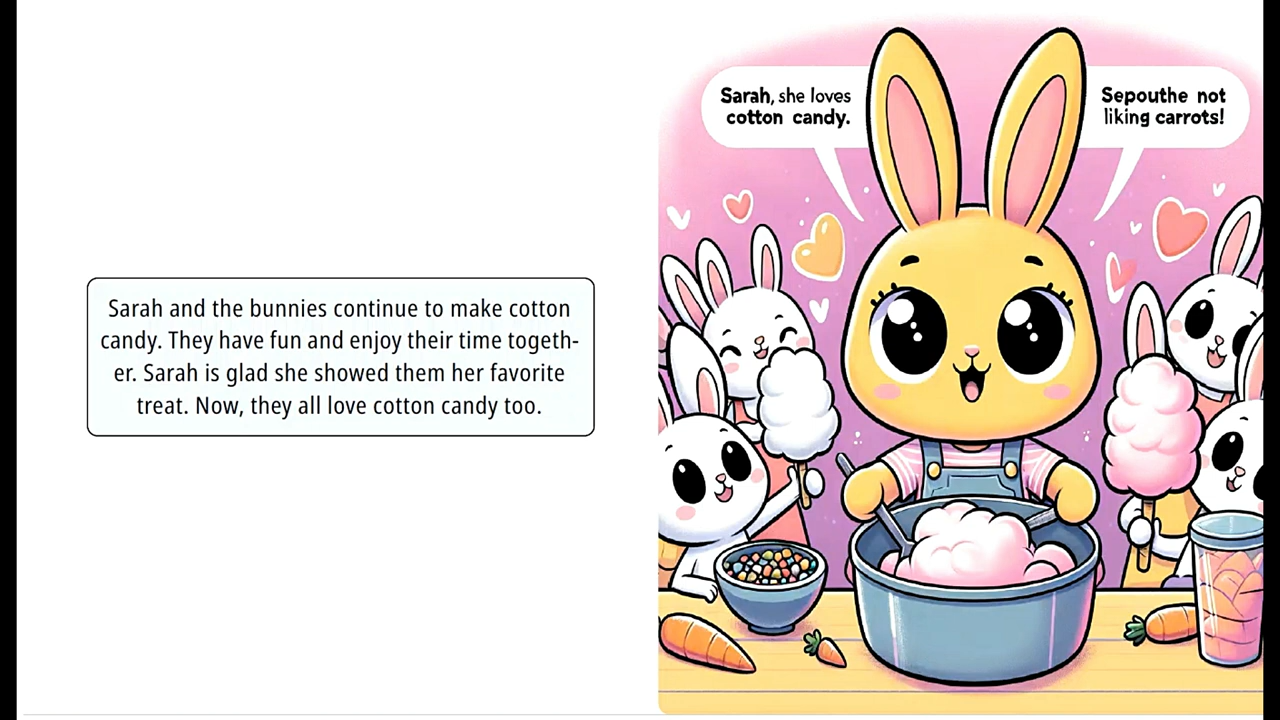 Sarah and the bunnies continue to make cotton
candy. They have fun and enjoy their time togeth-
er. Sarah is glad she showed them her favorite
treat. Now, they all love cotton candy too.
Sarah, she loves
cotton candy.
Sepouthe not
liking carrots!